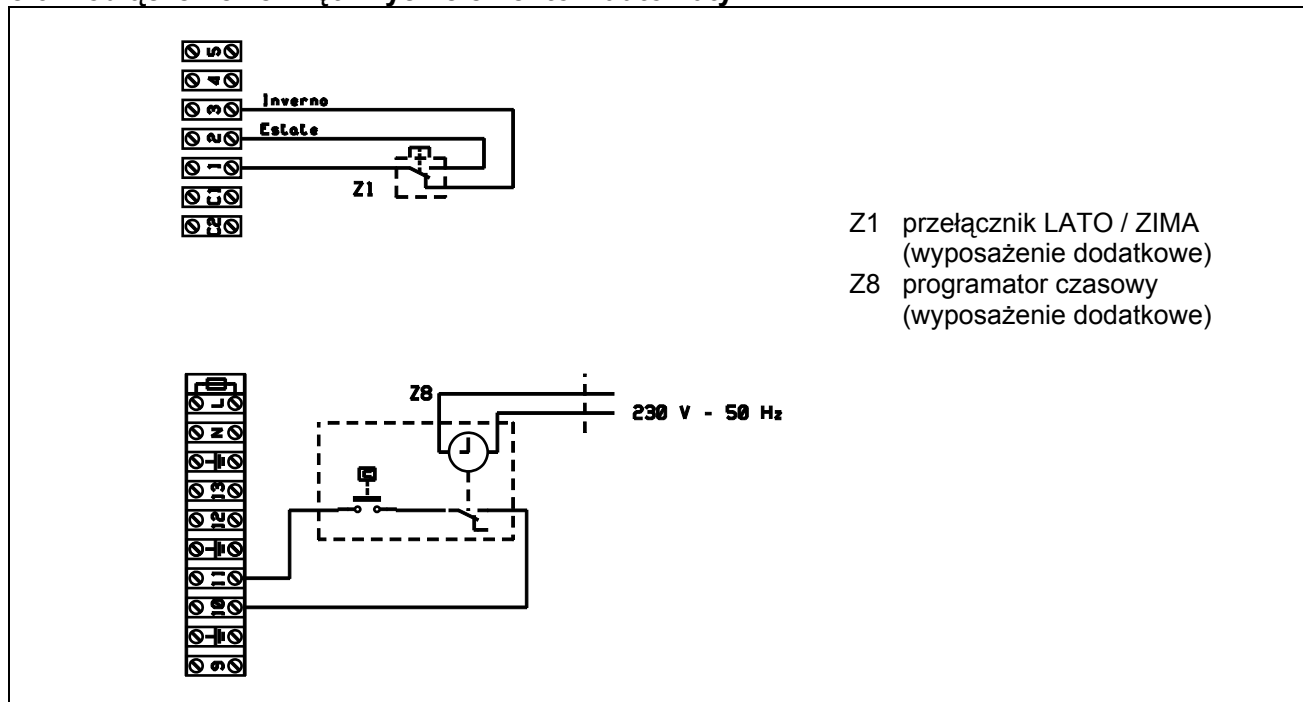 5
4
3 Inverno
2 Estate
1
Z1
C1
C2
Z1 przełącznik LATO / ZIMA
(wyposażenie dodatkowe)
Z8 programator czasowy
(wyposażenie dodatkowe)
L
Z8
230 V - 50 Hz
N
13
12
11
10
9